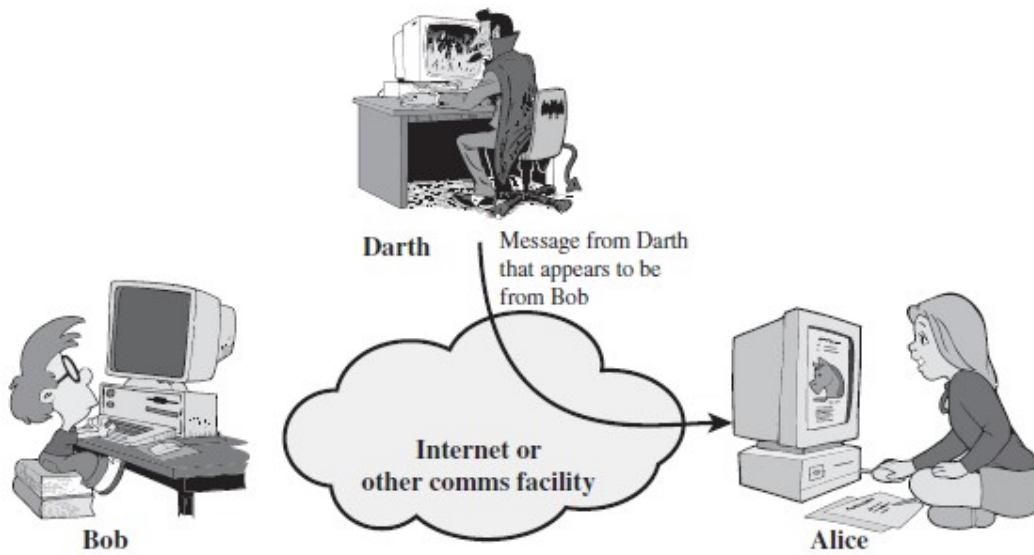 Darth
Message from Darth
that appears to be
from Bob
Internet or
other comms facility
Bob
Alice